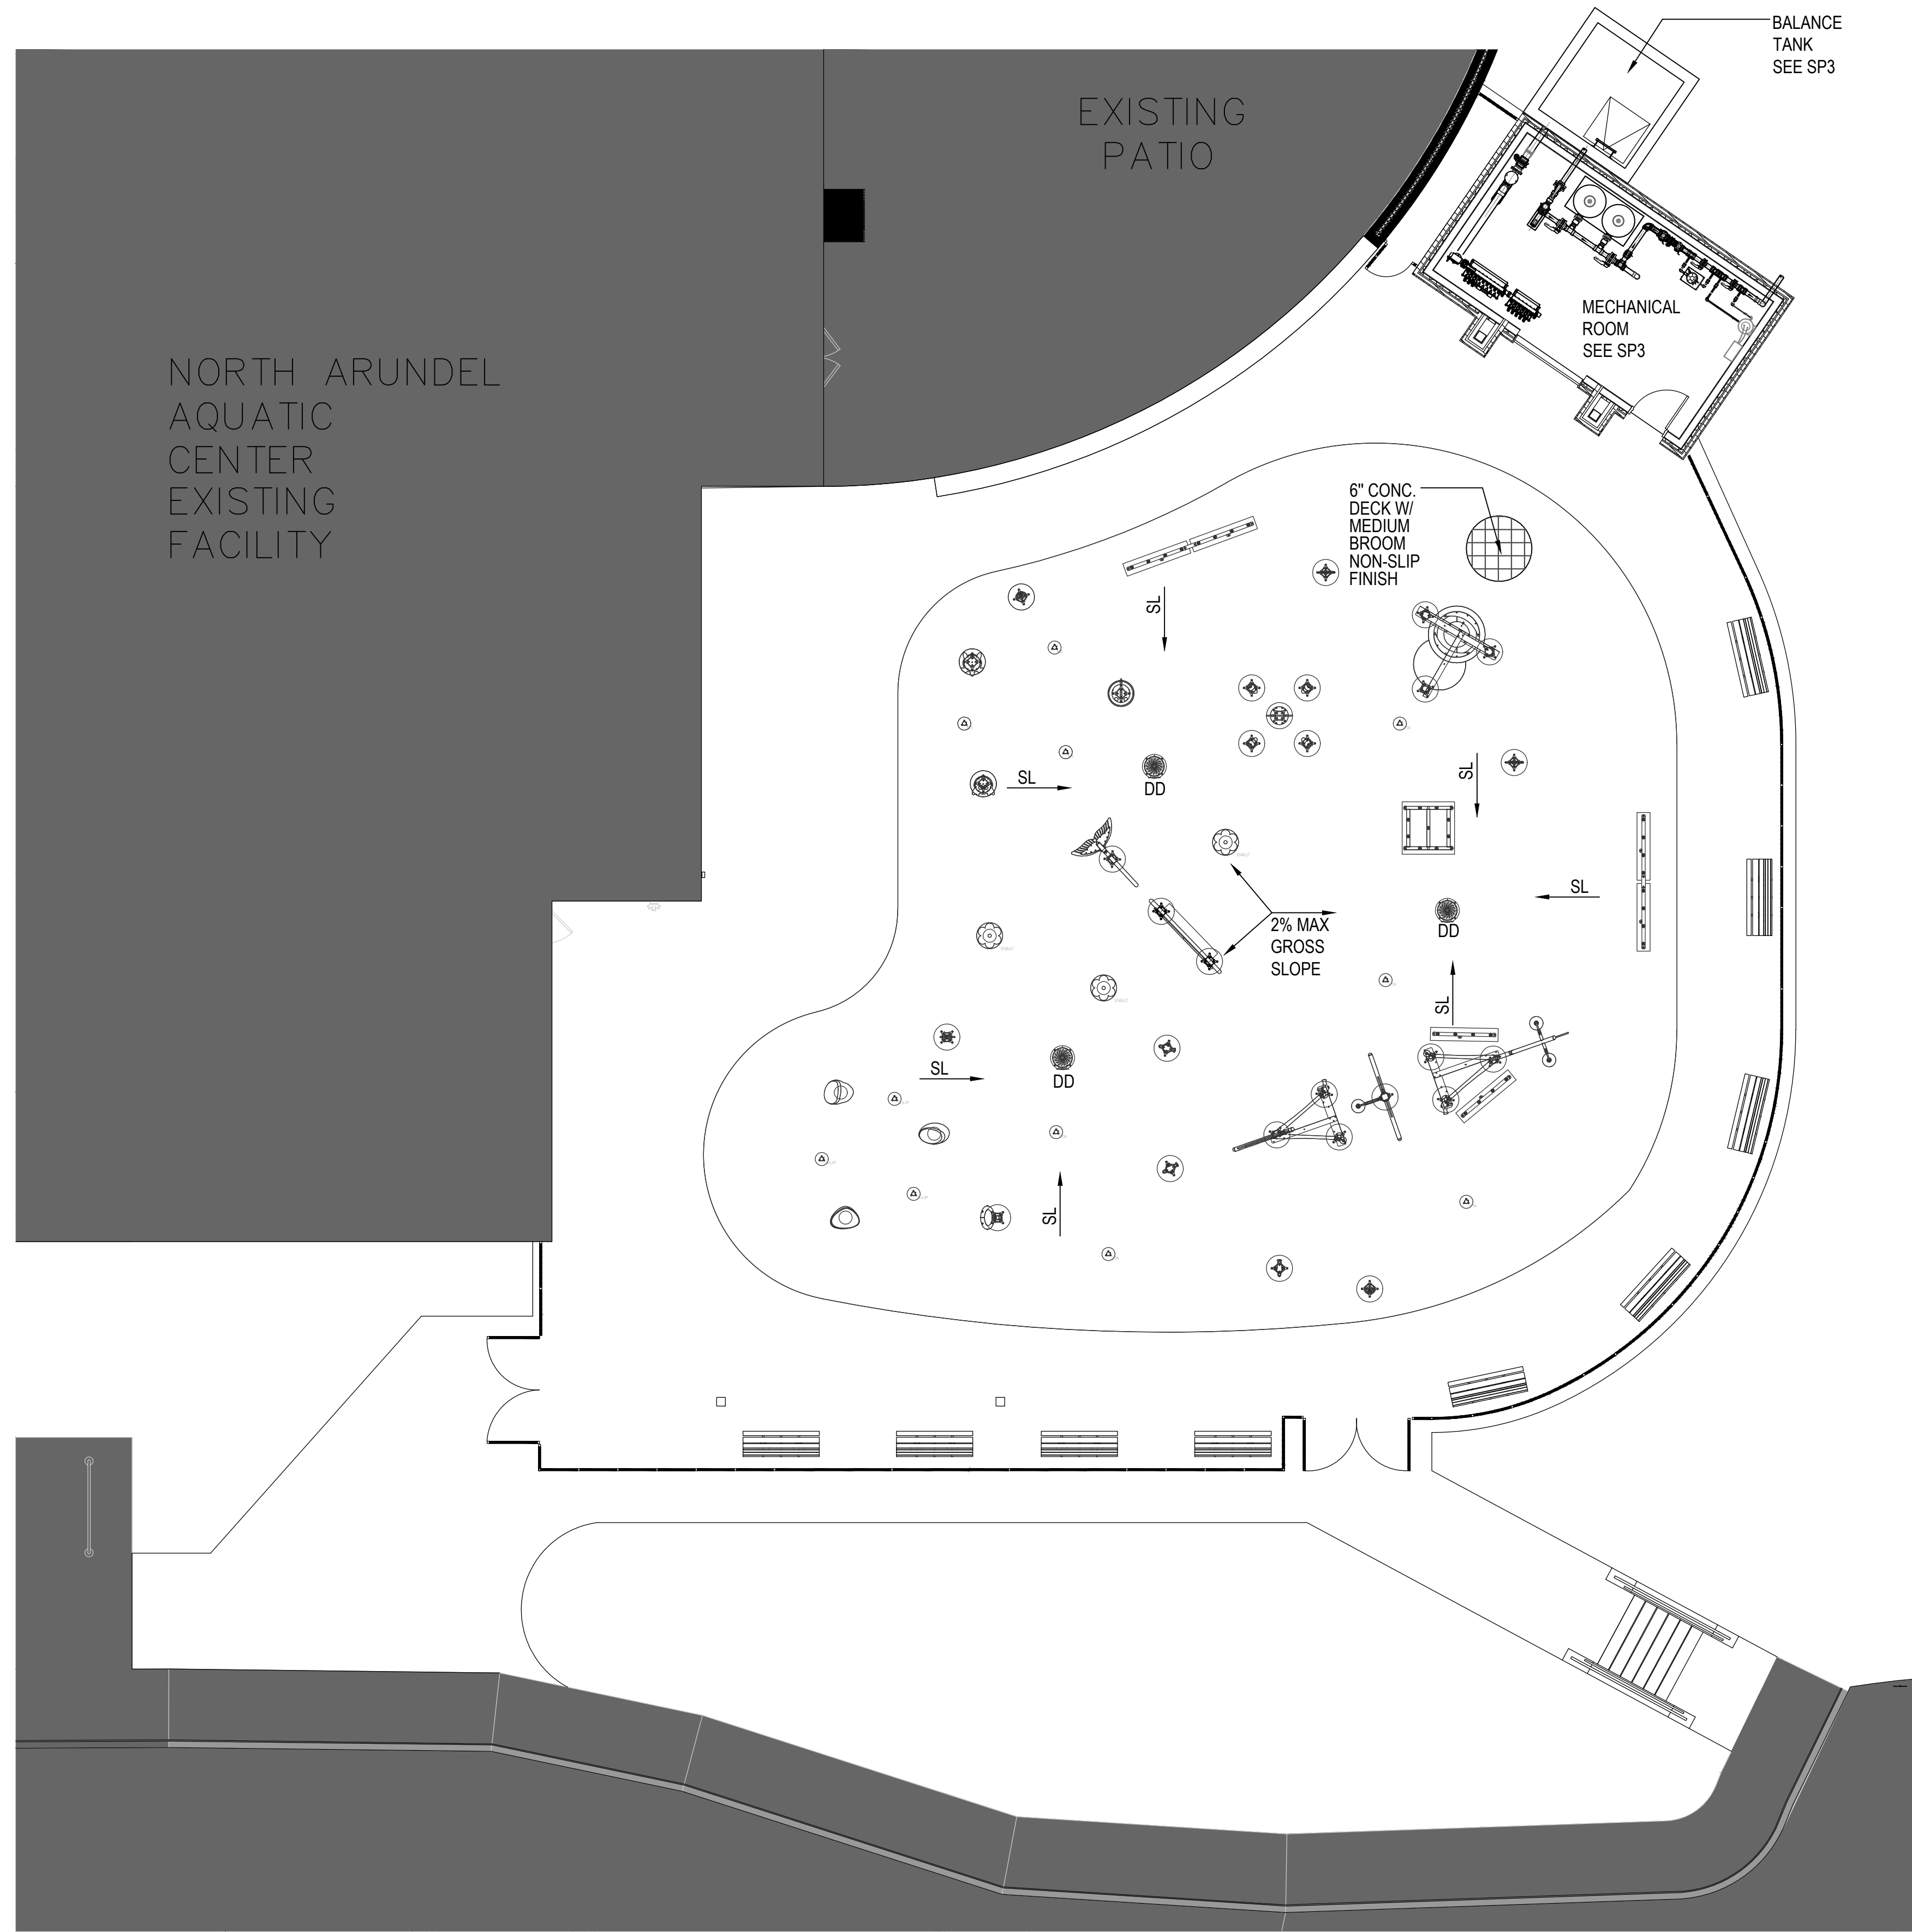 BALANCE
TANK
SEE SP3
EXISTING
PATIO
MECHANICAL
ROOM
SEE SP3
NORTH ARUNDEL
AQUATIC
CENTER
EXISTING
FACILITY
6" CONC.
DECK W/
MEDIUM
BROOM
NON-SLIP
FINISH
SL
SL
DD
SL
SL
DD
2% MAX
GROSS
SLOPE
SL
SL
DD
SL